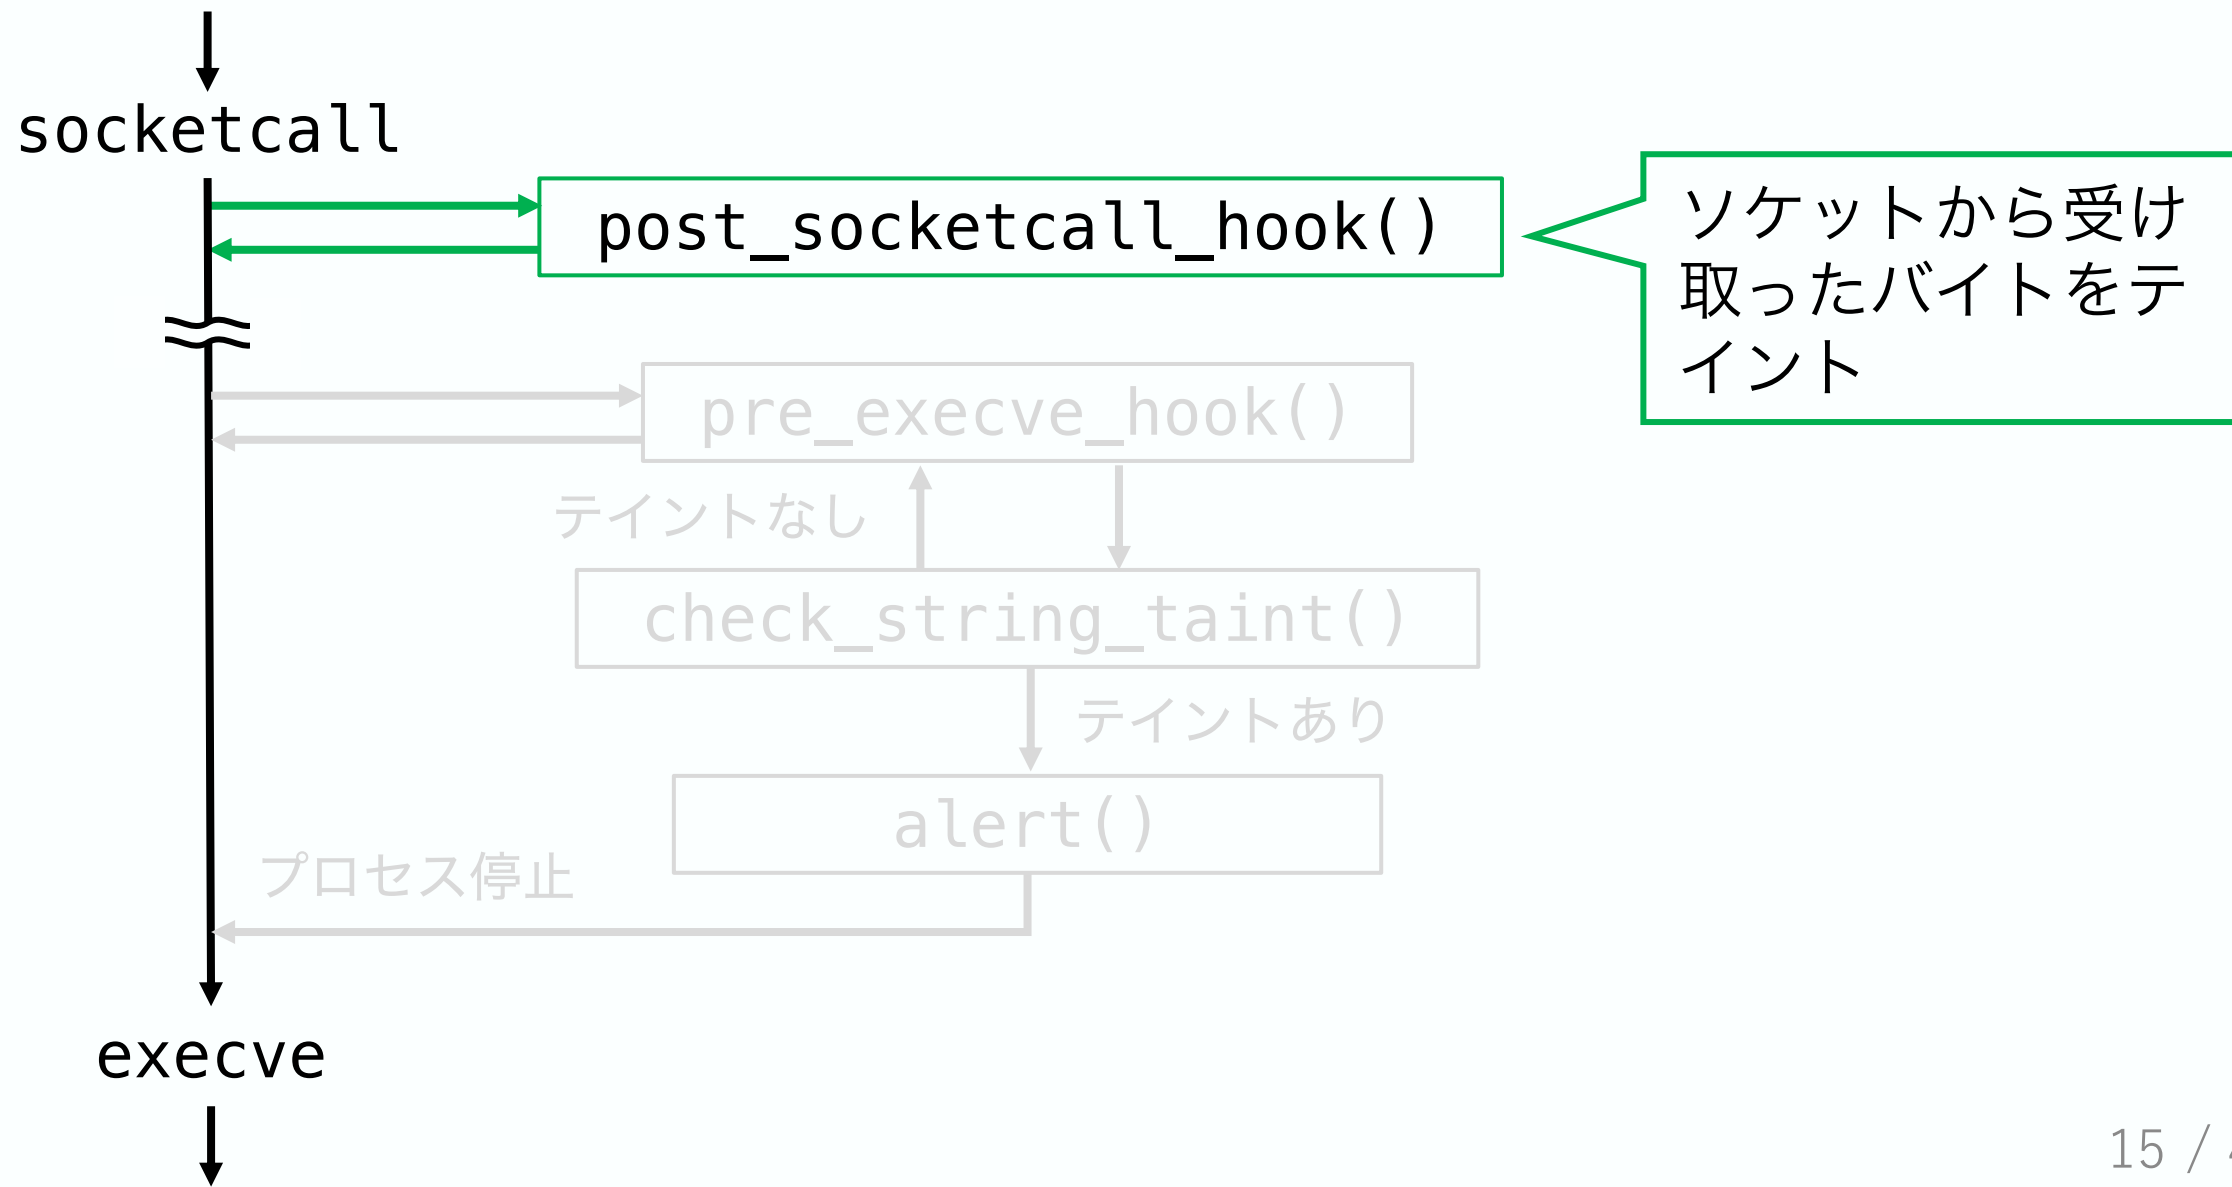 socketcall
post_socketcall_hook()
ソケットから受け
取ったバイトをテ
イント
pre_execve_hook()
テイントなし
check_string_taint()
テイントあり
alert()
プロセス停止
execve
15 /